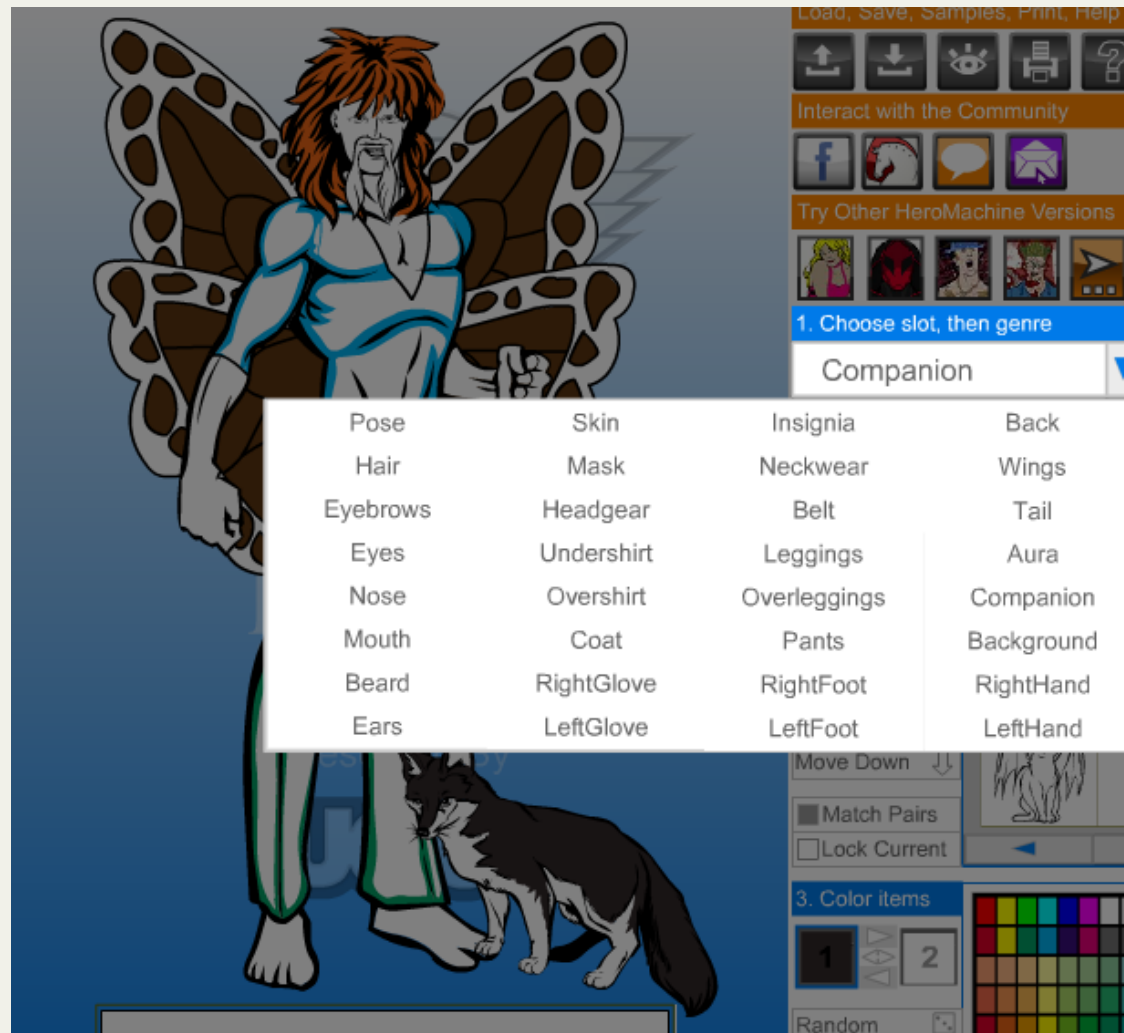 Load, Save, Samples, Print, Help
Interact with the Community
Try Other HeroMachine Versions
1. Choose slot, then genre
Companion
Pose Skin Insignia Back
Hair Mask Neckwear Wings
Eyebrows Headgear Belt Tail
Eyes Undershirt Leggings Aura
Nose Overshirt Overleggings Companion
Mouth Coat Pants Background
Beard RightGlove RightFoot RightHand
Ears LeftGlove LeftFoot LeftHand
Move Down
Match Pairs
Lock Current
3. Color items
1 2
Random